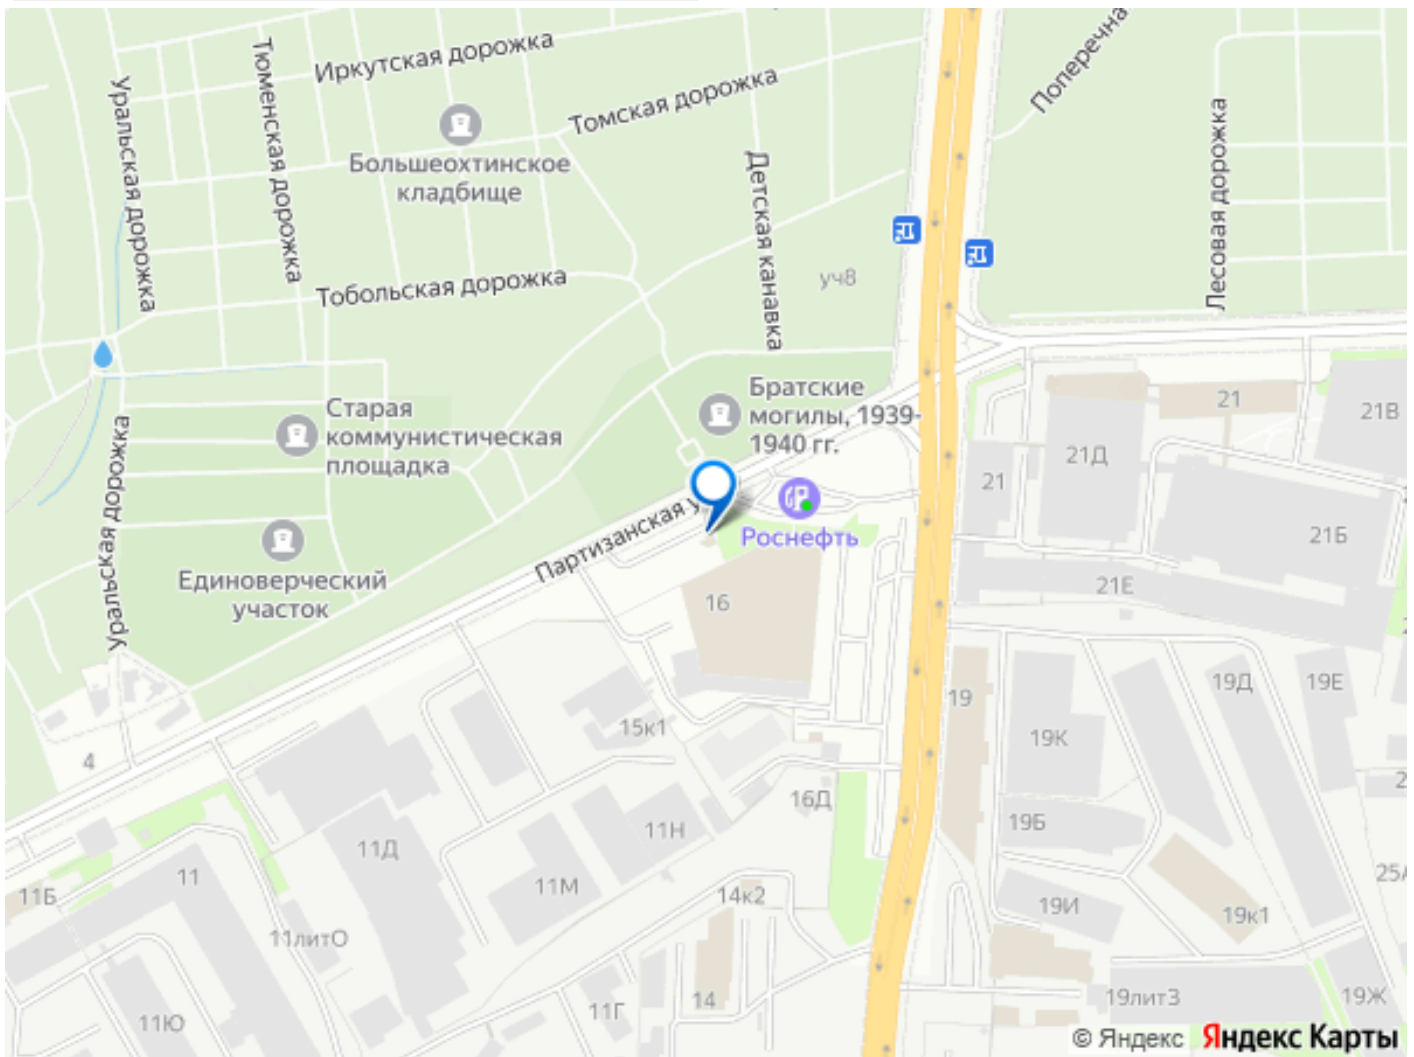 Иркутская дорожка
Поперечна
Тюменская дорожка
Уральская дорожка
Томская дорожка
Лесовая дорожка
Большеохтинское
кладбище
Детская канавка
уч8
Тобольская дорожка
Братские
могилы, 1939-
1940 гг.
21
21В
Старая
коммунистическая
площадка
21Д
21
Уральская дорожка
Партизанская у
Роснефть
21Б
Единоверческий
участок
16
21Е
19
19Д
19Е
15к1
19К
4
16Д
11Н
19Б
11Д
11
11М
14к2
25А
11Б
19И
19к1
11литО
14
11Г
19лит3
19Ж
11Ю
© Яндекс Яндекс Карты